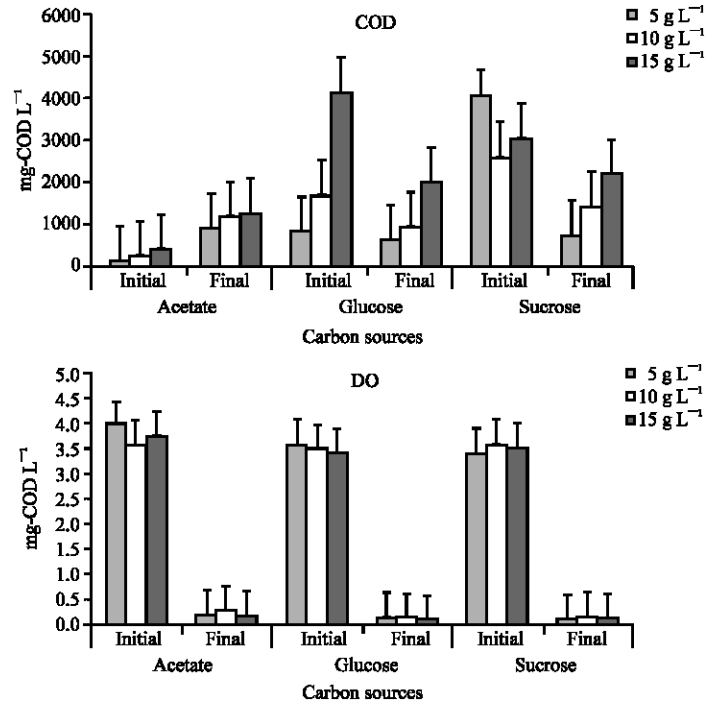 COD
5 g L⁻¹
10 g L⁻¹
15 g L⁻¹
mg-COD L⁻¹
6000
5000
4000
3000
2000
1000
0
Initial Final Initial Final Initial Final
Acetate Glucose Sucrose
Carbon sources
DO
5 g L⁻¹
10 g L⁻¹
15 g L⁻¹
mg-COD L⁻¹
5.0
4.5
4.0
3.5
3.0
2.5
2.0
1.5
1.0
0.5
0.0
Initial Final Initial Final Initial Final
Acetate Glucose Sucrose
Carbon sources